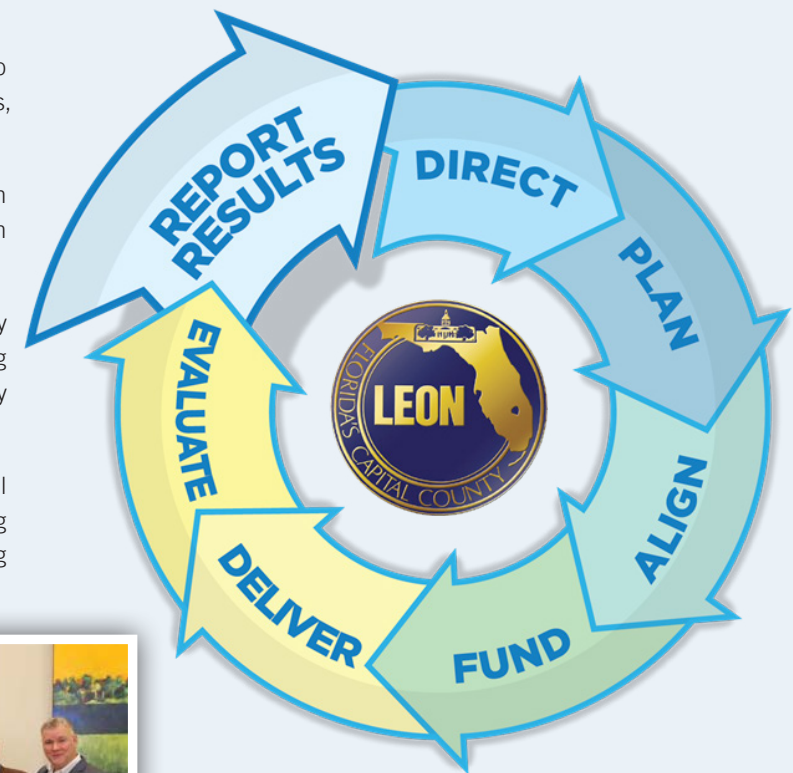 REPORT
RESULTS
DIRECT
PLAN
ALIGN
FUND
DELIVER
EVALUATE
LEON
FLORIDA'S CAPITAL COUNTY